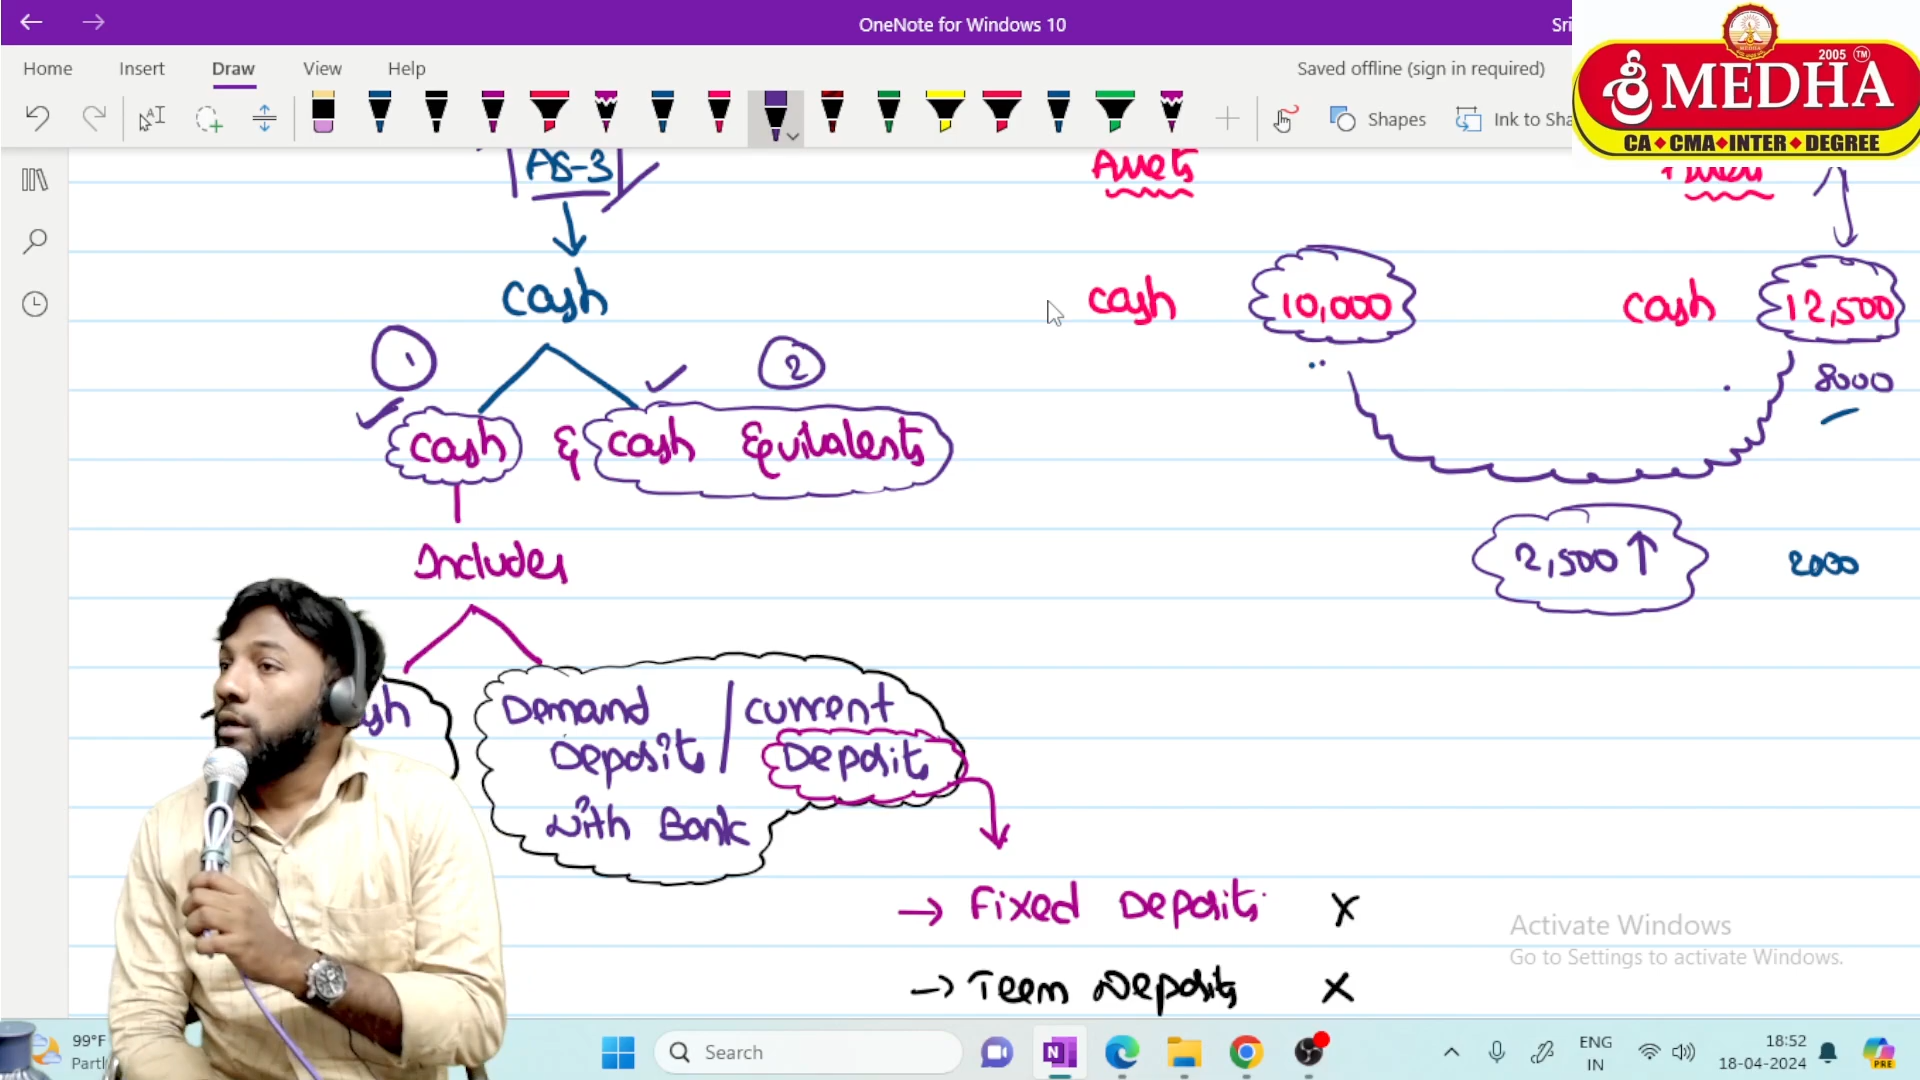 OneNote for Windows 10
Home Insert Draw View Help
Saved offline (sign in required)
Shapes
MEDHA
2005 TM
CA CMA INTER DEGREE
AS-3
Assets
cash
cash 10,000
cash 12,500
1
2
8000
cash & cash Equivalents
2,500 ↑
2000
Includes
Demand / current
Deposit Deposit
with Bank
→ Fixed Deposits X
→ Term Deposits X
Activate Windows
Go to Settings to activate Windows.
99°F
Search
ENG
IN
18:52
18-04-2024
PRE